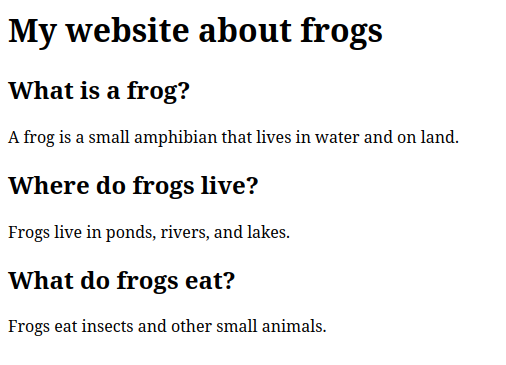 My website about frogs
What is a frog?
A frog is a small amphibian that lives in water and on land.
Where do frogs live?
Frogs live in ponds, rivers, and lakes.
What do frogs eat?
Frogs eat insects and other small animals.